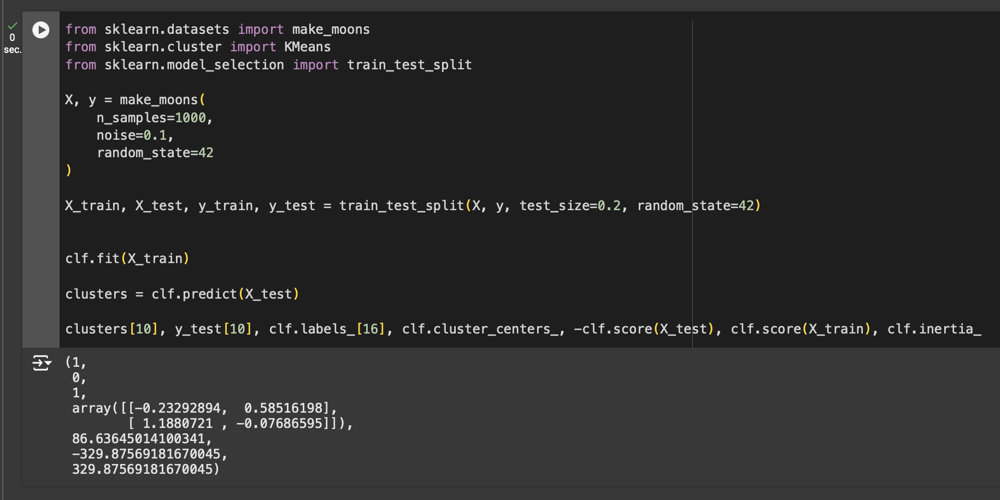 0
sec.
from sklearn.datasets import make_moons
from sklearn.cluster import KMeans
from sklearn.model_selection import train_test_split
X, y = make_moons(
    n_samples=1000,
    noise=0.1,
    random_state=42
)
X_train, X_test, y_train, y_test = train_test_split(X, y, test_size=0.2, random_state=42)
clf.fit(X_train)
clusters = clf.predict(X_test)
clusters[10], y_test[10], clf.labels_[16], clf.cluster_centers_, -clf.score(X_test), clf.score(X_train), clf.inertia_
(1,
 0,
 1,
 array([[-0.23292894,  0.58516198],
        [ 1.1880721 , -0.07686595]]),
 86.63645014100341,
 -329.87569181670045,
 329.87569181670045)